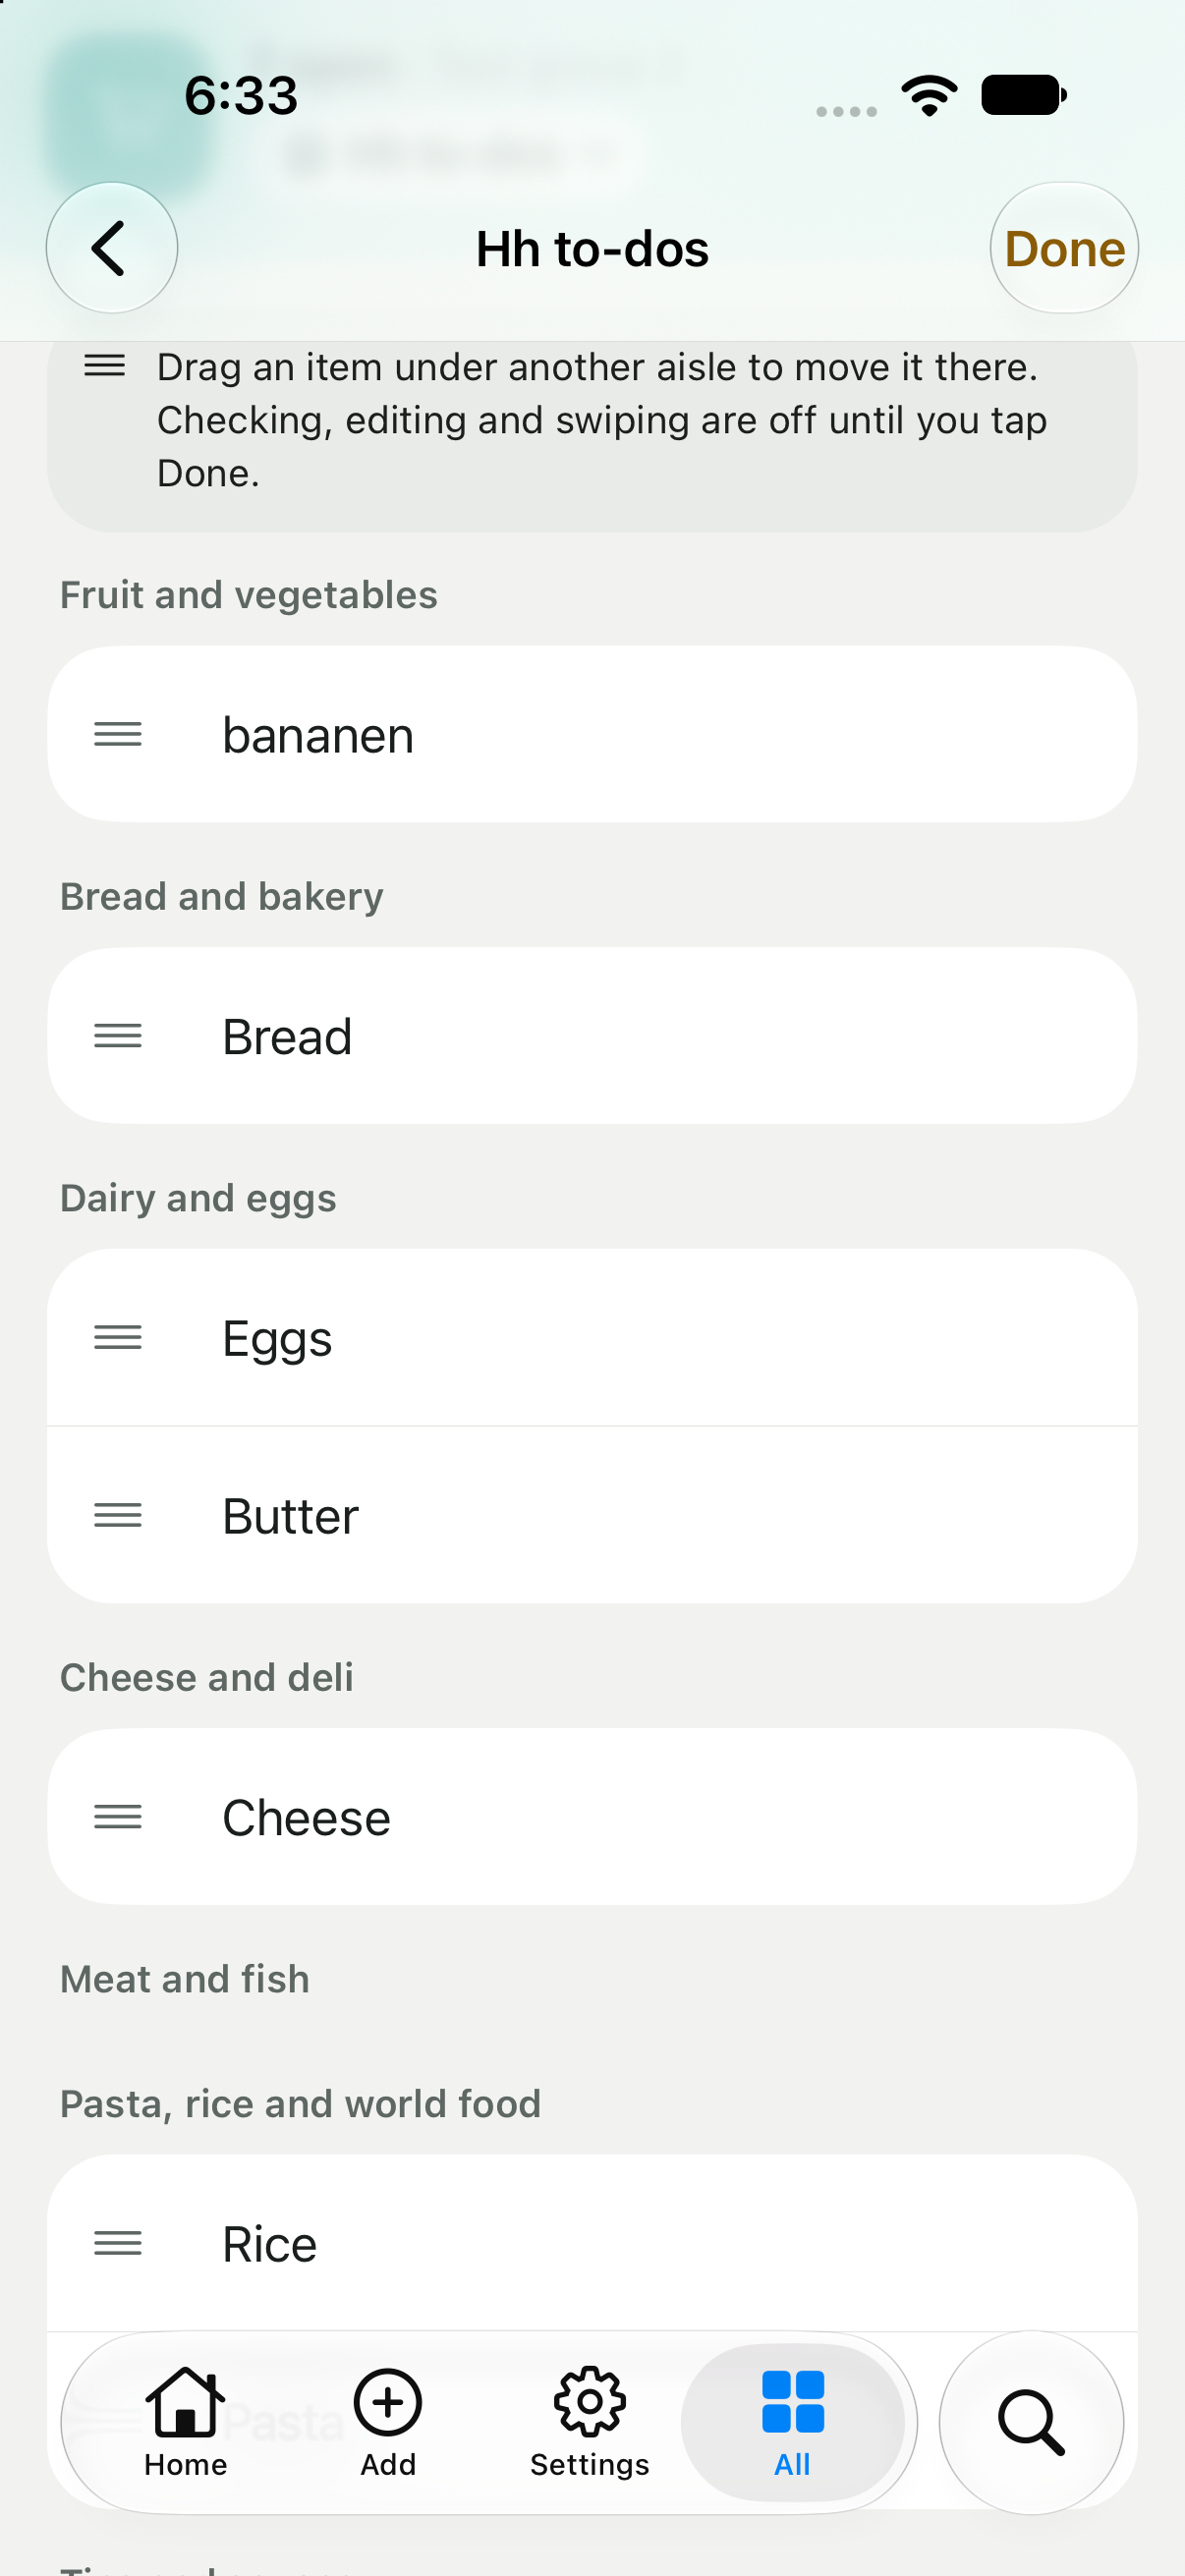 6:33
Hh to-dos
Done
Drag an item under another aisle to move it there.
Checking, editing and swiping are off until you tap
Done.
Fruit and vegetables
bananen
Bread and bakery
Bread
Dairy and eggs
Eggs
Butter
Cheese and deli
Cheese
Meat and fish
Pasta, rice and world food
Rice
Pasta
Home
Add
Settings
All